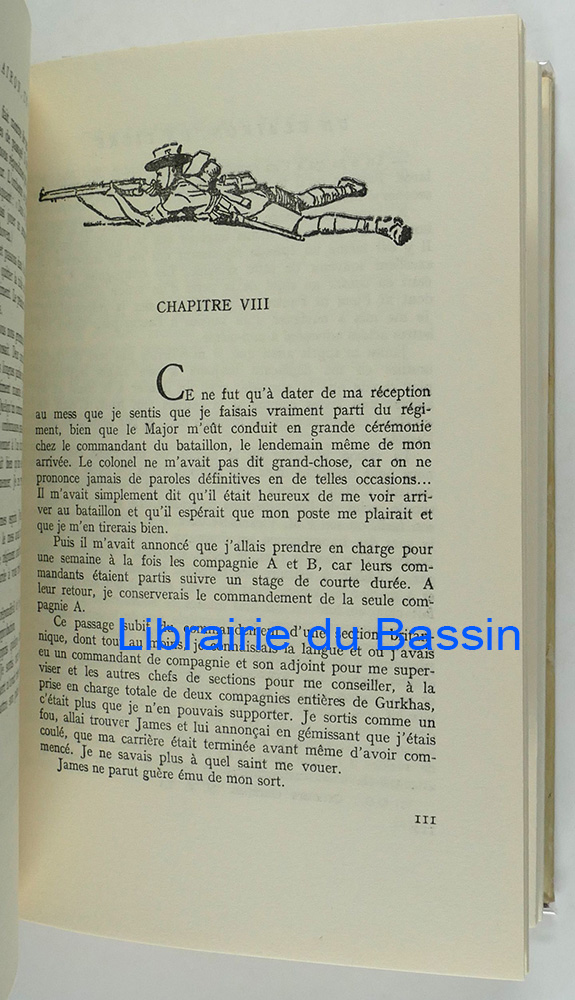 CHAPITRE VIII
CE ne fut qu'à dater de ma réception
au mess que je sentis que je faisais vraiment parti du régi-
ment, bien que le Major m'eût conduit en grande cérémonie
chez le commandant du bataillon, le lendemain même de mon
arrivée. Le colonel ne m'avait pas dit grand-chose, car on ne
prononce jamais de paroles définitives en de telles occasions...
Il m'avait simplement dit qu'il était heureux de me voir arri-
ver au bataillon et qu'il espérait que mon poste me plairait et
que je m'en tirerais bien.
Puis il m'avait annoncé que j'allais prendre en charge pour
une semaine à la fois les compagnie A et B, car leurs com-
mandants étaient partis suivre un stage de courte durée. A
leur retour, je conserverais le commandement de la seule com-
pagnie A.
Ce passage subit du commandement d'une section britan-
nique, dont tout au moins, je connaissais la langue et où j'avais
Librairie du Bassin
eu un commandant de compagnie et son adjoint pour me super-
viser et les autres chefs de sections pour me conseiller, à la
prise en charge totale de deux compagnies entières de Gurkhas,
c'était plus que je n'en pouvais supporter. Je sortis comme un
fou, allai trouver James et lui annonçai en gémissant que j'étais
coulé, que ma carrière était terminée avant même d'avoir com-
mencé. Je ne savais plus à quel saint me vouer.
James ne parut guère ému de mon sort.
III